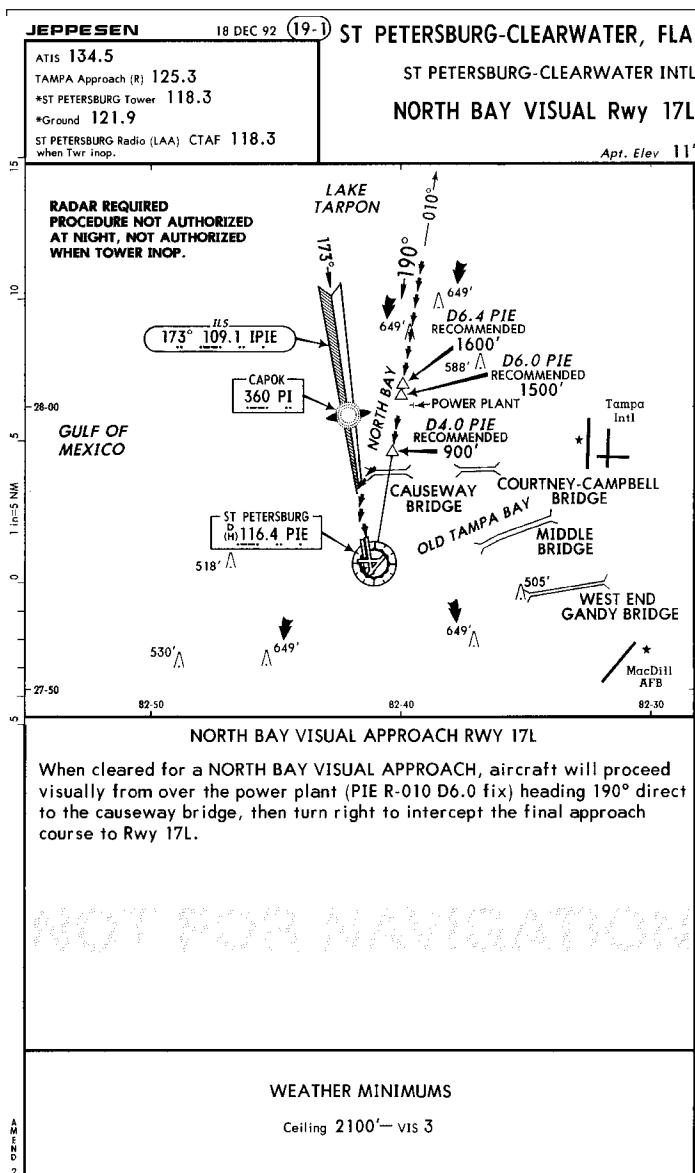 JEPPESEN 18 DEC 92 19-1 ST PETERSBURG-CLEARWATER, FLA
ATIS 134.5
ST PETERSBURG-CLEARWATER INTL
TAMPA Approach (R) 125.3
*ST PETERSBURG Tower 118.3
NORTH BAY VISUAL Rwy 17L
*Ground 121.9
ST PETERSBURG Radio (LAA) CTAF 118.3
when Twr inop.
Apt. Elev 11'
15
RADAR REQUIRED
PROCEDURE NOT AUTHORIZED
AT NIGHT, NOT AUTHORIZED
WHEN TOWER INOP.
LAKE
TARPON
173°
190°
010°
10
649'
649'
D6.4 PIE
RECOMMENDED
1600'
ILS
173° 109.1 IPIE
588'
D6.0 PIE
RECOMMENDED
1500'
CAPOK
360 PI
NORTH BAY
POWER PLANT
28-00
Tampa
Intl
GULF OF
MEXICO
5
D4.0 PIE
RECOMMENDED
900'
CAUSEWAY
BRIDGE
COURTNEY-CAMPBELL
BRIDGE
1 in=5 NM
ST PETERSBURG
D
(H) 116.4 PIE
OLD TAMPA BAY
MIDDLE
BRIDGE
518'
0
505'
WEST END
GANDY BRIDGE
530'
649'
649'
MacDill
AFB
27-50
5
82-50
82-40
82-30
NORTH BAY VISUAL APPROACH RWY 17L
When cleared for a NORTH BAY VISUAL APPROACH, aircraft will proceed
visually from over the power plant (PIE R-010 D6.0 fix) heading 190° direct
to the causeway bridge, then turn right to intercept the final approach
course to Rwy 17L.
NOT FOR NAVIGATION
WEATHER MINIMUMS
Ceiling 2100'— VIS 3
AMEND 2